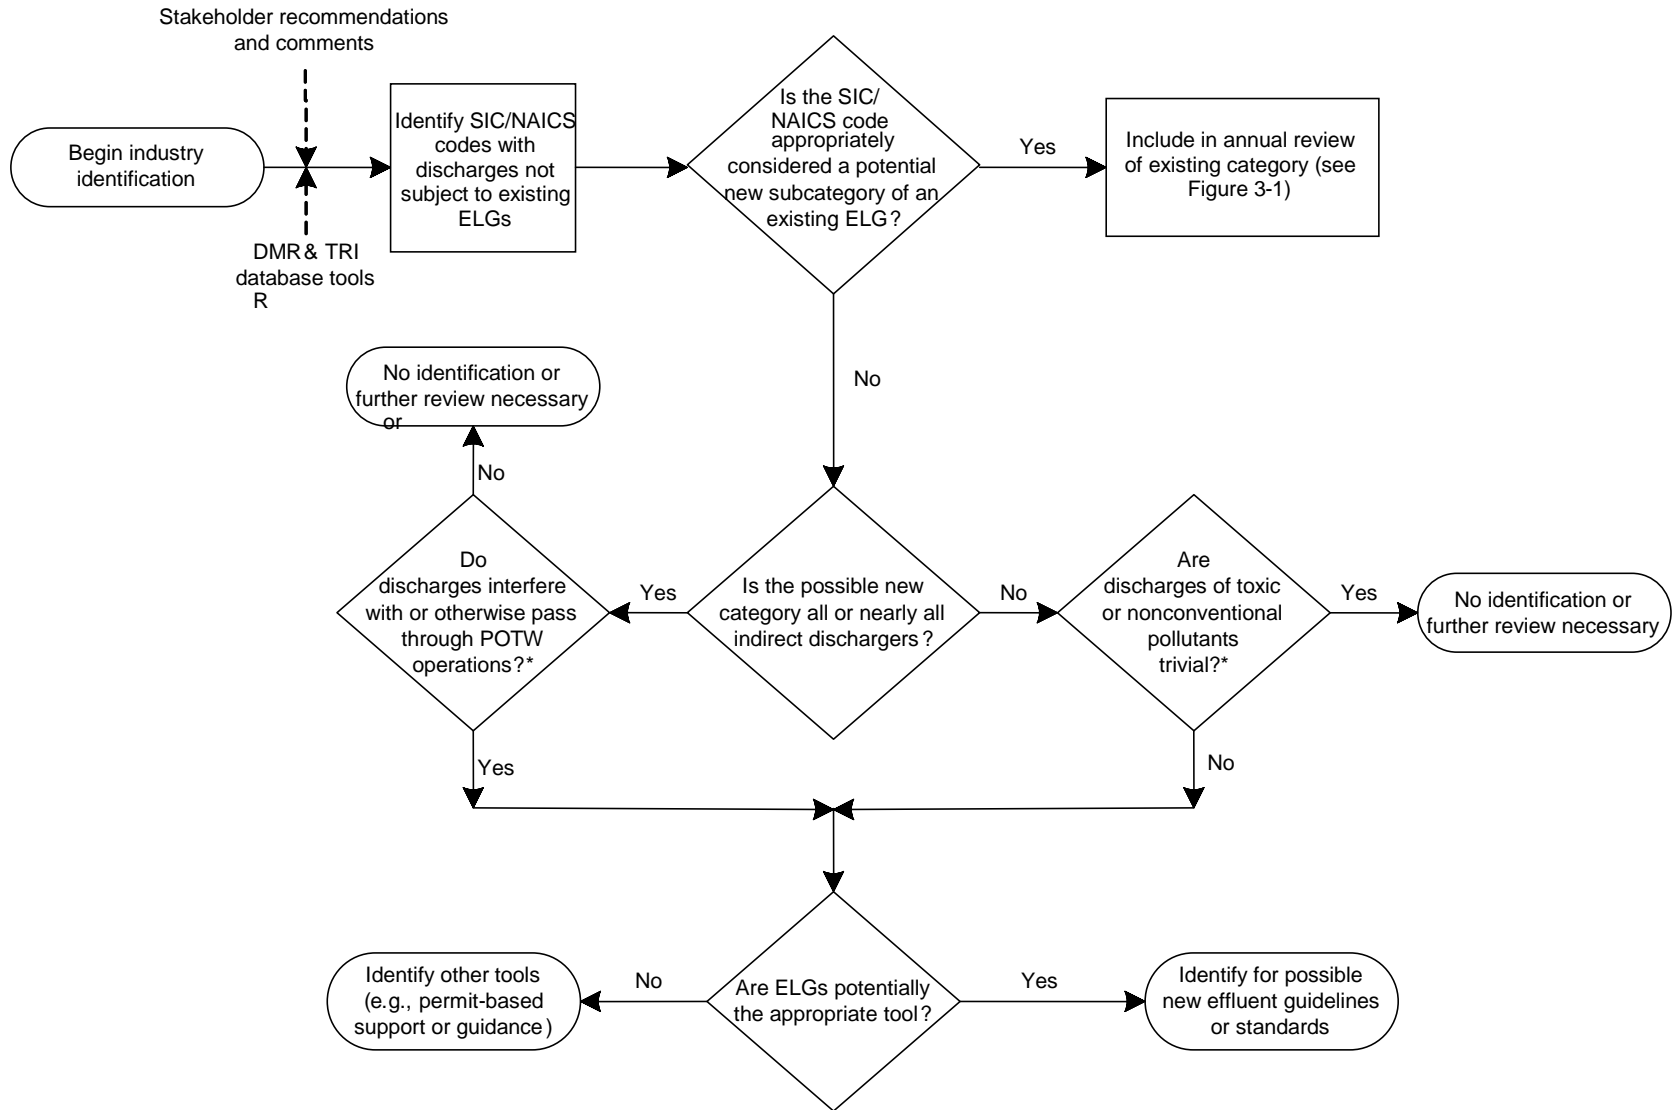 Stakeholder recommendations
and comments
Begin industry
identification
DMR & TRI
database tools
R
Identify SIC/NAICS
codes with
discharges not
subject to existing
ELGs
Is the SIC/
NAICS code
appropriately
considered a potential
new subcategory of an
existing ELG?
Yes
Include in annual review
of existing category (see
Figure 3-1)
No
No identification or
further review necessary
or
No
Do
discharges interfere
with or otherwise pass
through POTW
operations?*
Yes
Is the possible new
category all or nearly all
indirect dischargers?
No
Are
discharges of toxic
or nonconventional
pollutants
trivial?*
Yes
No identification or
further review necessary
Yes
No
Identify other tools
(e.g., permit-based
support or guidance)
No
Are ELGs potentially
the appropriate tool?
Yes
Identify for possible
new effluent guidelines
or standards